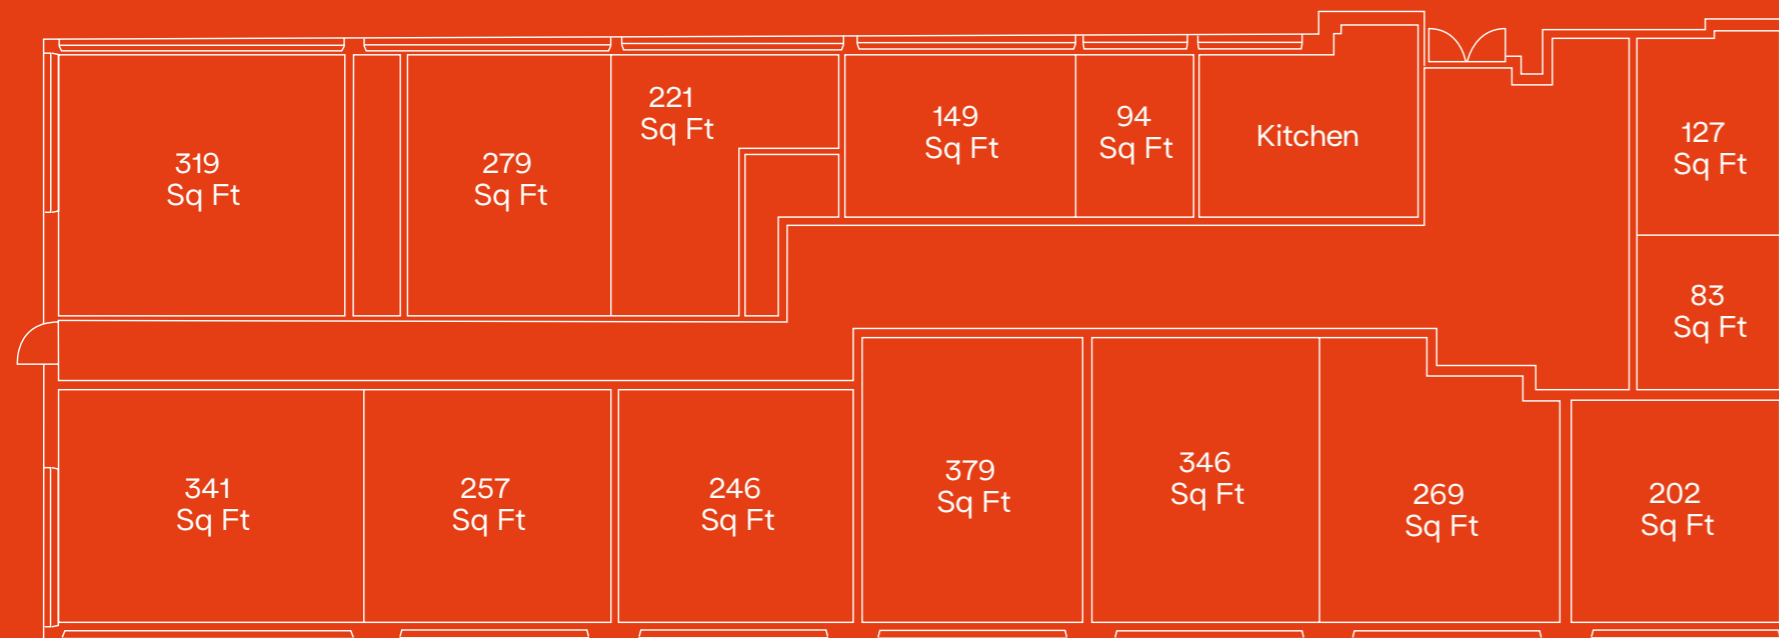 319
Sq Ft
279
Sq Ft
221
Sq Ft
149
Sq Ft
94
Sq Ft
Kitchen
127
Sq Ft
83
Sq Ft
341
Sq Ft
257
Sq Ft
246
Sq Ft
379
Sq Ft
346
Sq Ft
269
Sq Ft
202
Sq Ft